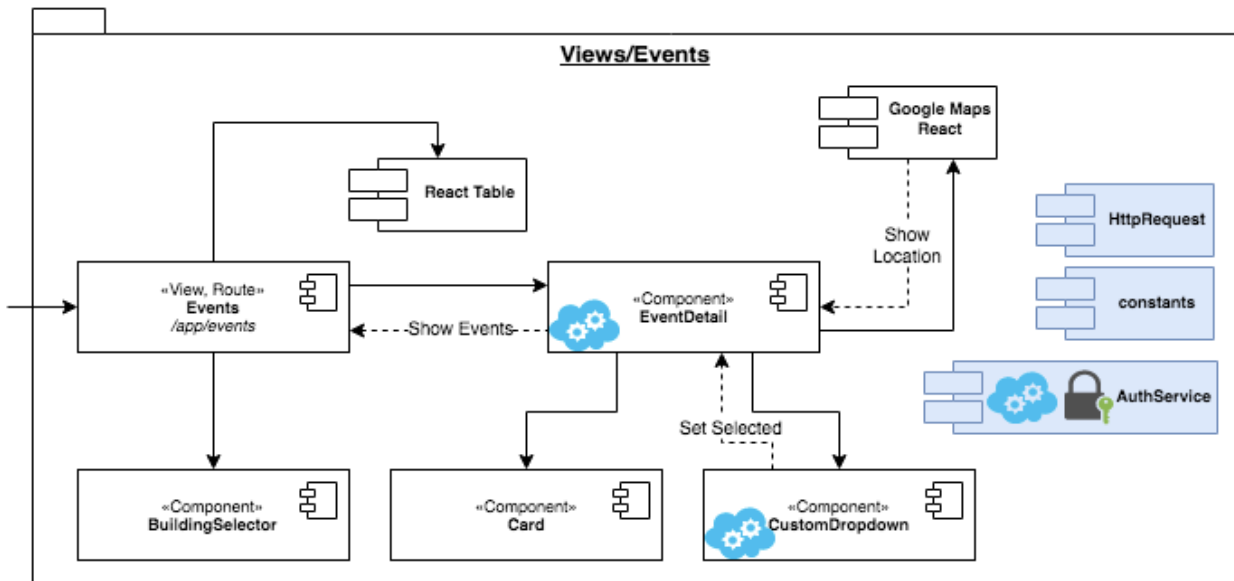 Views/Events
Google Maps
React
React Table
HttpRequest
Show
Location
«View, Route»
Events
/app/events
«Component»
EventDetail
constants
Show Events
AuthService
Set Selected
«Component»
BuildingSelector
«Component»
Card
«Component»
CustomDropdown